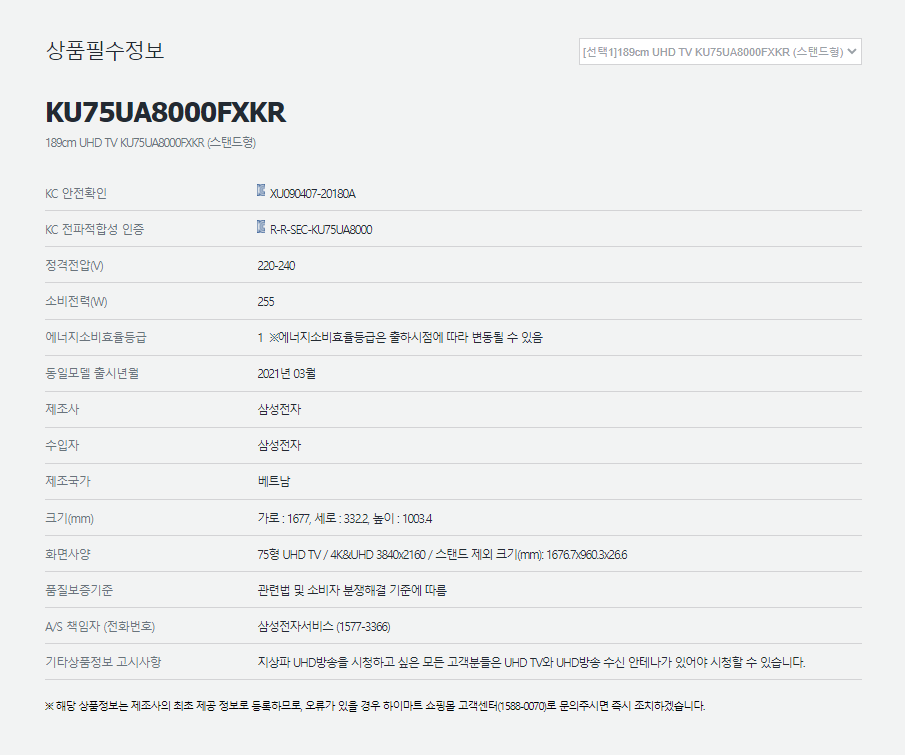 상품필수정보
[선택1]189cm UHD TV KU75UA8000FXKR (스탠드형)
KU75UA8000FXKR
189cm UHD TV KU75UA8000FXKR (스탠드형)
KC 안전확인 XU090407-20180A
KC 전파적합성 인증 R-R-SEC-KU75UA8000
정격전압(V) 220-240
소비전력(W) 255
에너지소비효율등급 1 ※에너지소비효율등급은 출하시점에 따라 변동될 수 있음
동일모델 출시년월 2021년 03월
제조사 삼성전자
수입자 삼성전자
제조국가 베트남
크기(mm) 가로 : 1677, 세로 : 332.2, 높이 : 1003.4
화면사양 75형 UHD TV / 4K&UHD 3840x2160 / 스탠드 제외 크기(mm): 1676.7x960.3x26.6
품질보증기준 관련법 및 소비자 분쟁해결 기준에 따름
A/S 책임자 (전화번호) 삼성전자서비스 (1577-3366)
기타상품정보 고시사항 지상파 UHD방송을 시청하고 싶은 모든 고객분들은 UHD TV와 UHD방송 수신 안테나가 있어야 시청할 수 있습니다.
※ 해당 상품정보는 제조사의 최초 제공 정보로 등록하므로, 오류가 있을 경우 하이마트 쇼핑몰 고객센터(1588-0070)로 문의주시면 즉시 조치하겠습니다.